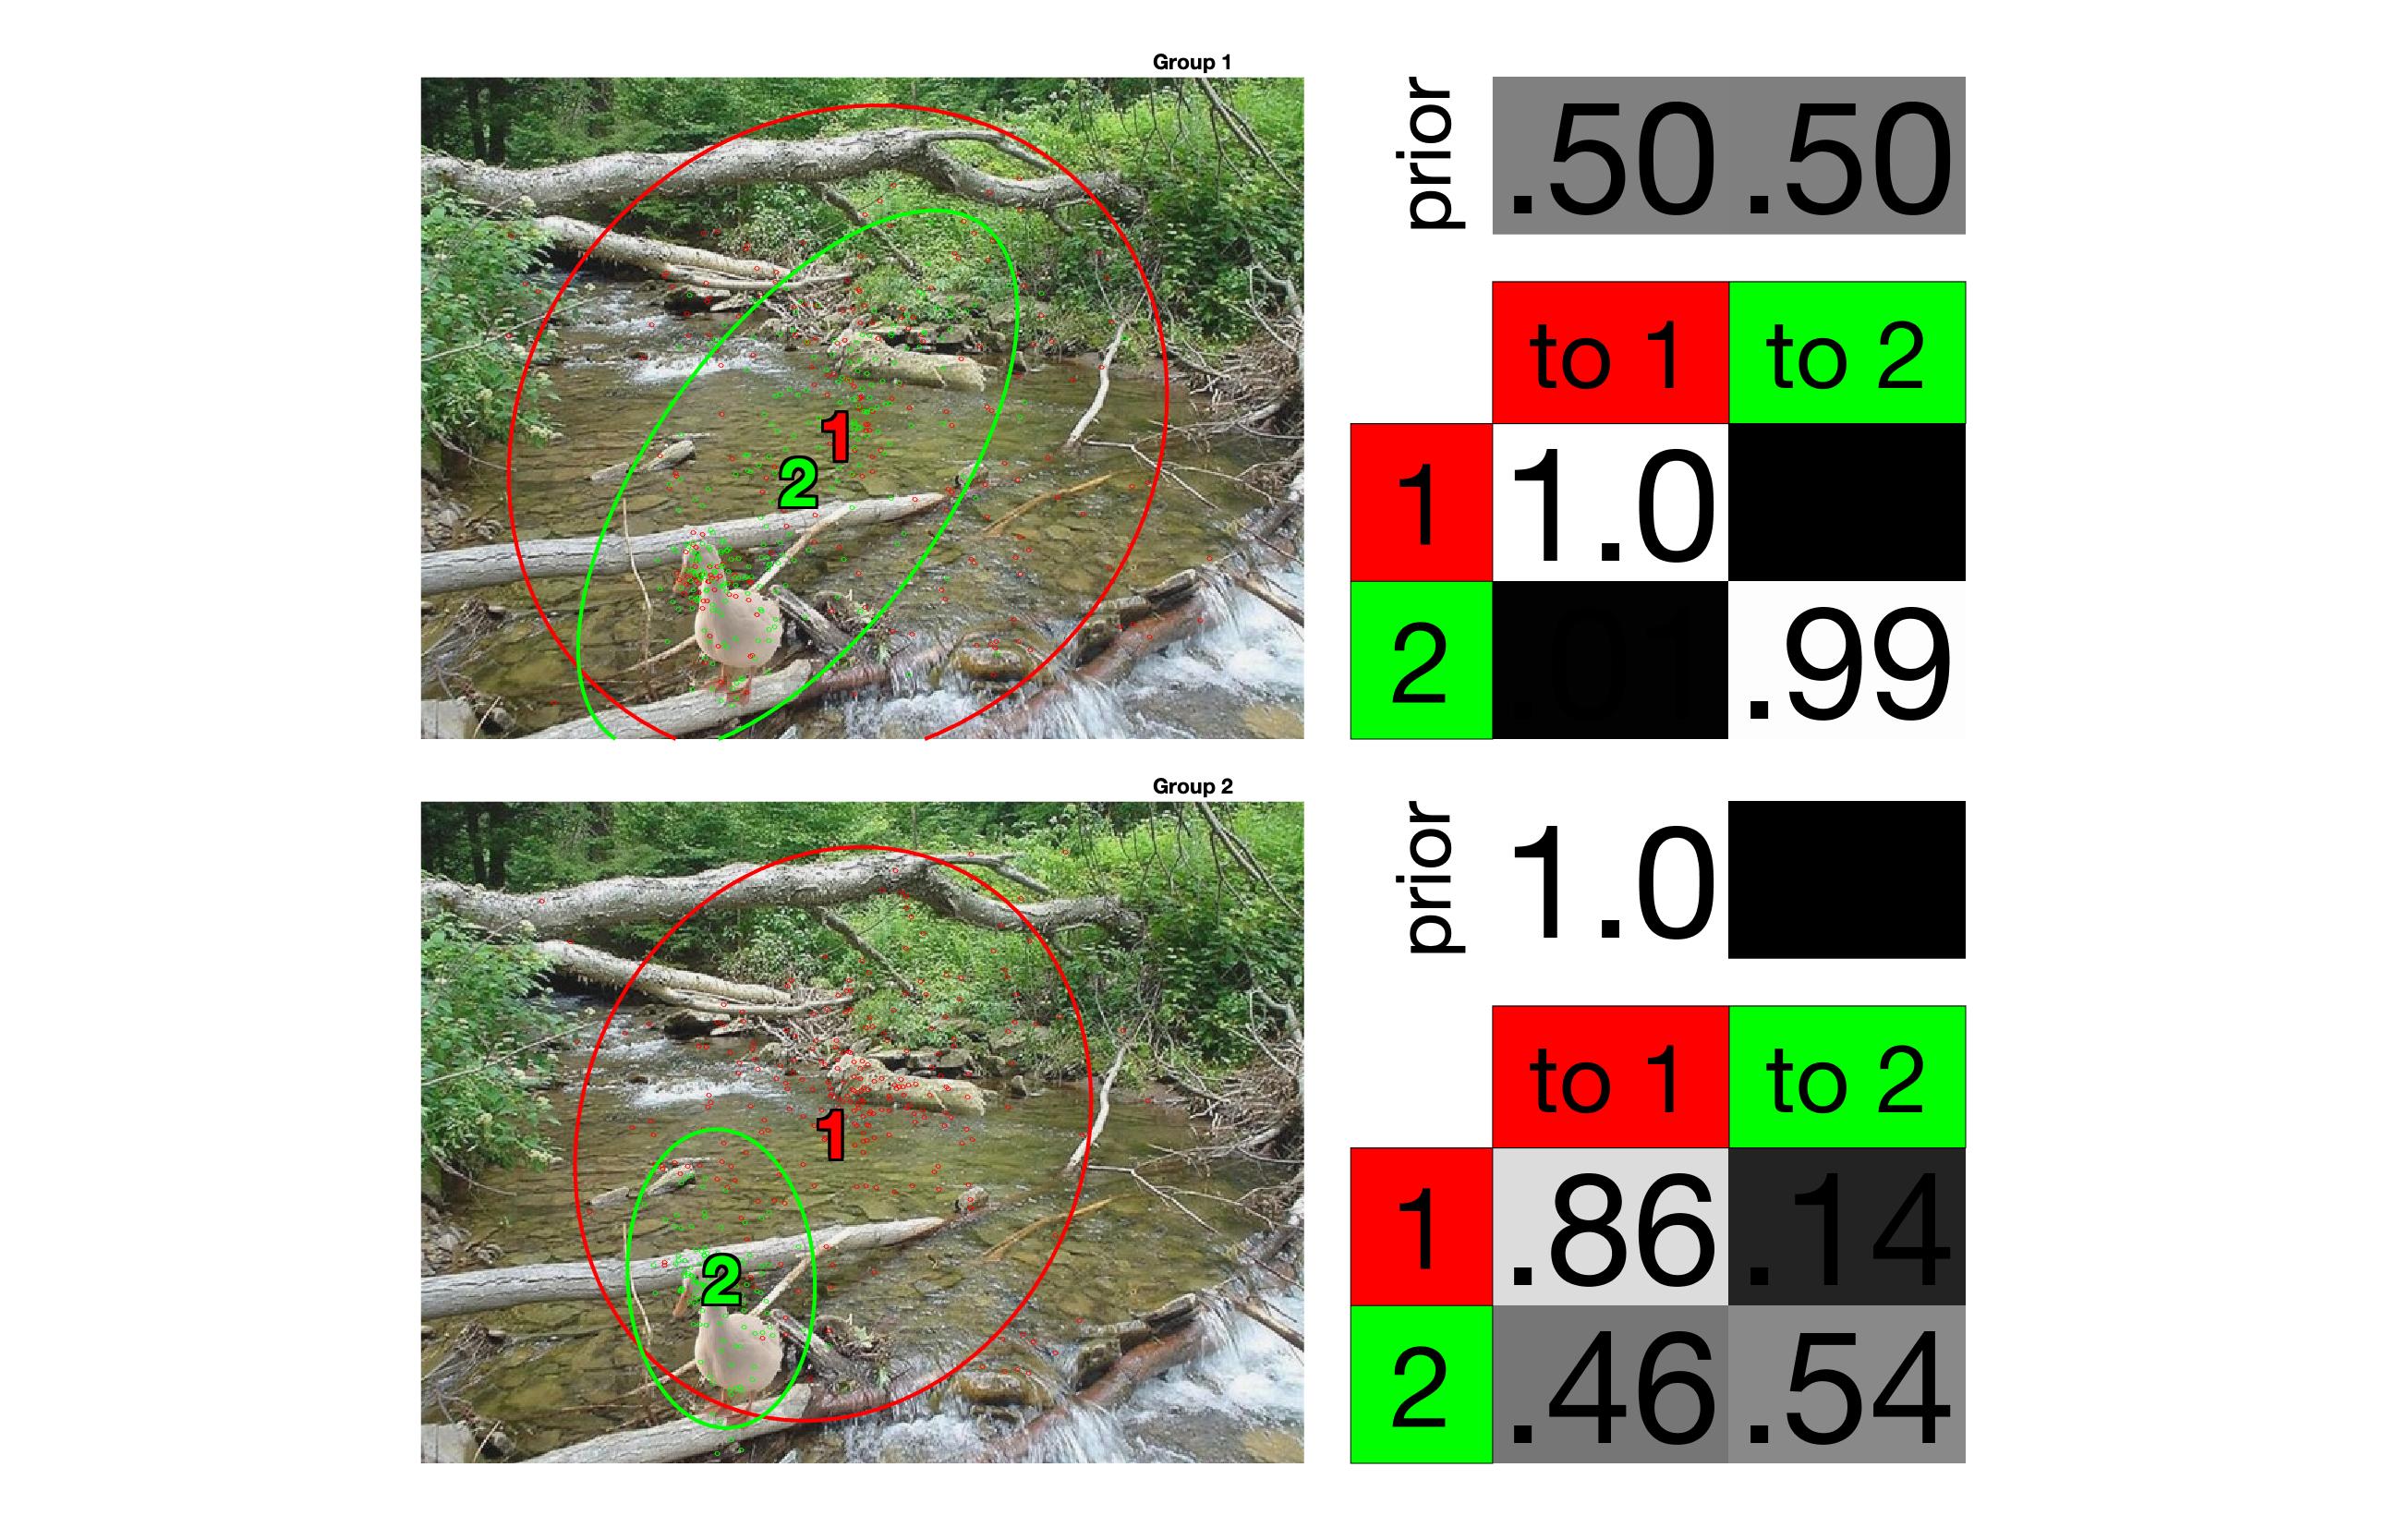 Group 1
1
2
prior
.50 .50
to 1 to 2
1 1.0
2 .01 .99
Group 2
1
2
prior
1.0
to 1 to 2
1 .86 .14
2 .46 .54